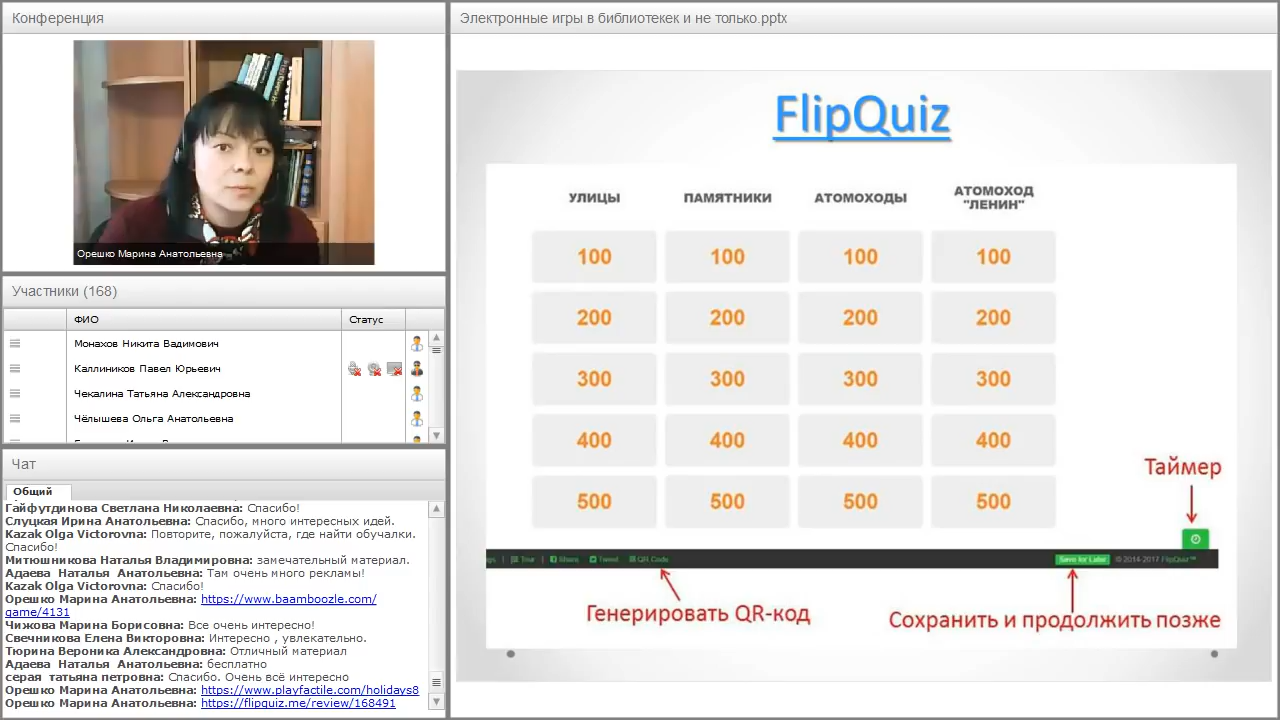 Конференция
Орешко Марина Анатольевна
Участники (168)
ФИО Статус
Монахов Никита Вадимович
Каллиников Павел Юрьевич
Чекалина Татьяна Александровна
Чёлышева Ольга Анатольевна
Чат
Общий
Гайфутдинова Светлана Николаевна: Спасибо!
Слуцкая Ирина Анатольевна: Спасибо, много интересных идей.
Kazak Olga Victorovna: Повторите, пожалуйста, где найти обучалки.
Спасибо!
Митюшникова Наталья Владимировна: замечательный материал.
Адаева Наталья Анатольевна: Там очень много рекламы!
Kazak Olga Victorovna: Спасибо!
Орешко Марина Анатольевна: https://www.baamboozle.com/
game/4131
Чижова Марина Борисовна: Все очень интересно!
Свечникова Елена Викторовна: Интересно , увлекательно.
Тюрина Вероника Александровна: Отличный материал
Адаева Наталья Анатольевна: бесплатно
серая татьяна петровна: Спасибо. Очень всё интересно
Орешко Марина Анатольевна: https://www.playfactile.com/holidays8
Орешко Марина Анатольевна: https://flipquiz.me/review/168491
Электронные игры в библиотекек и не только.pptx
FlipQuiz
УЛИЦЫ ПАМЯТНИКИ АТОМОХОДЫ АТОМОХОД
"ЛЕНИН"
100 100 100 100
200 200 200 200
300 300 300 300
400 400 400 400
500 500 500 500
Таймер
Tour | Share Tweet QR Code Save for Later © 2014-2017 FlipQuiz™
Генерировать QR-код
Сохранить и продолжить позже